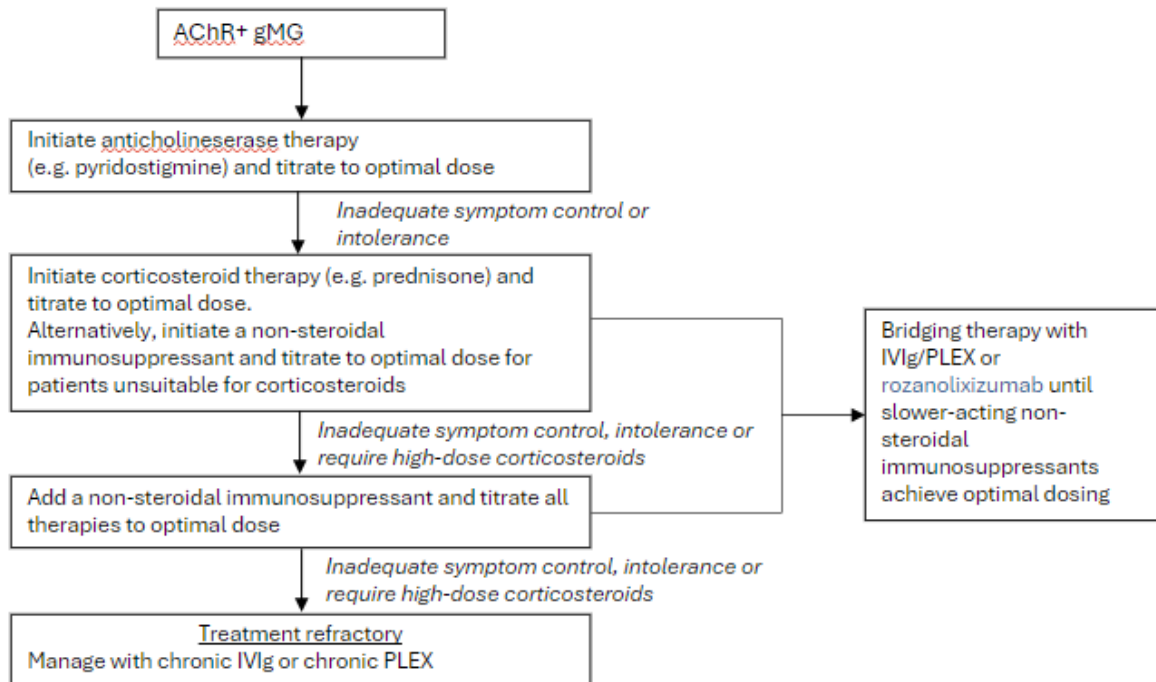 AChR+ gMG
Initiate anticholineserase therapy
(e.g. pyridostigmine) and titrate to optimal dose
Inadequate symptom control or
intolerance
Initiate corticosteroid therapy (e.g. prednisone) and
titrate to optimal dose.
Alternatively, initiate a non-steroidal
immunosuppressant and titrate to optimal dose for
patients unsuitable for corticosteroids
Bridging therapy with
IVIg/PLEX or
rozanolixizumab until
slower-acting non-
steroidal
immunosuppressants
achieve optimal dosing
Inadequate symptom control, intolerance or
require high-dose corticosteroids
Add a non-steroidal immunosuppressant and titrate all
therapies to optimal dose
Inadequate symptom control, intolerance or
require high-dose corticosteroids
Treatment refractory
Manage with chronic IVIg or chronic PLEX